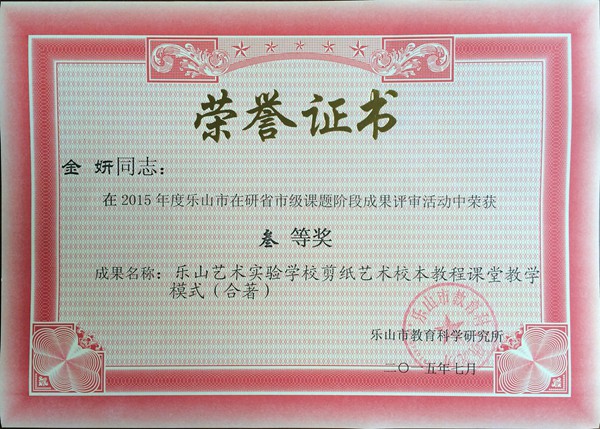 荣誉证书
金 妍同志：
在 2015 年度乐山市在研省市级课题阶段成果评审活动中荣获
叁 等奖
成果名称：乐山艺术实验学校剪纸艺术校本教程课堂教学
模式（合著）
乐山市教育科学研究所
二〇一五年七月